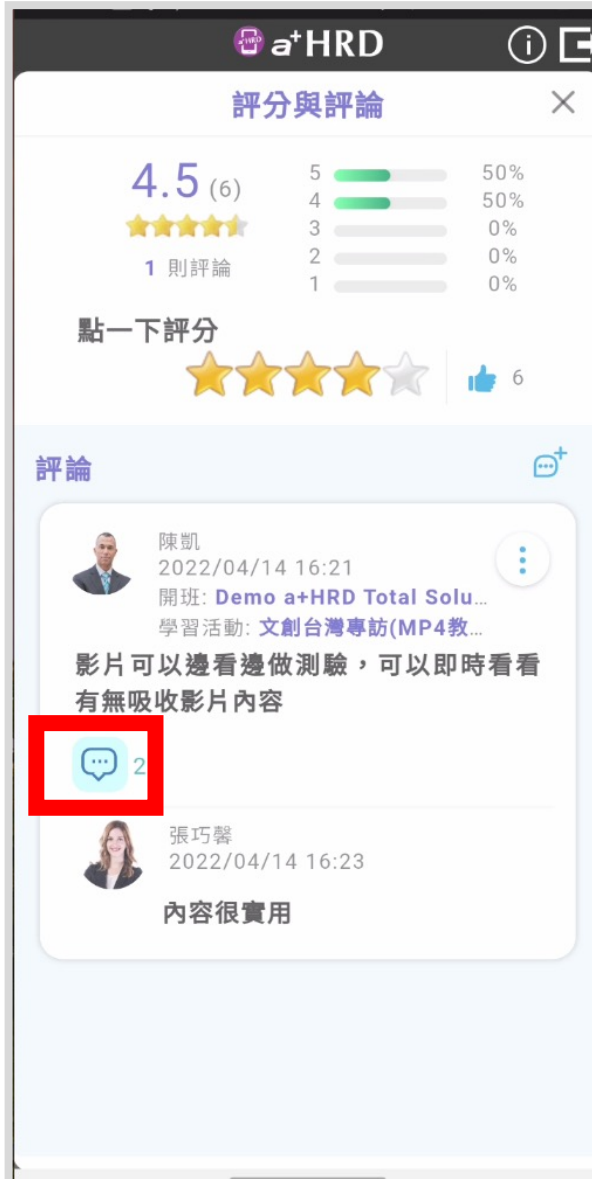 a+HRD
評分與評論
4.5 (6)
1 則評論
5 50%
4 50%
3 0%
2 0%
1 0%
點一下評分
6
評論
陳凱
2022/04/14 16:21
開班: Demo a+HRD Total Solu...
學習活動: 文創台灣專訪(MP4教...
影片可以邊看邊做測驗，可以即時看看
有無吸收影片內容
2
張巧馨
2022/04/14 16:23
內容很實用